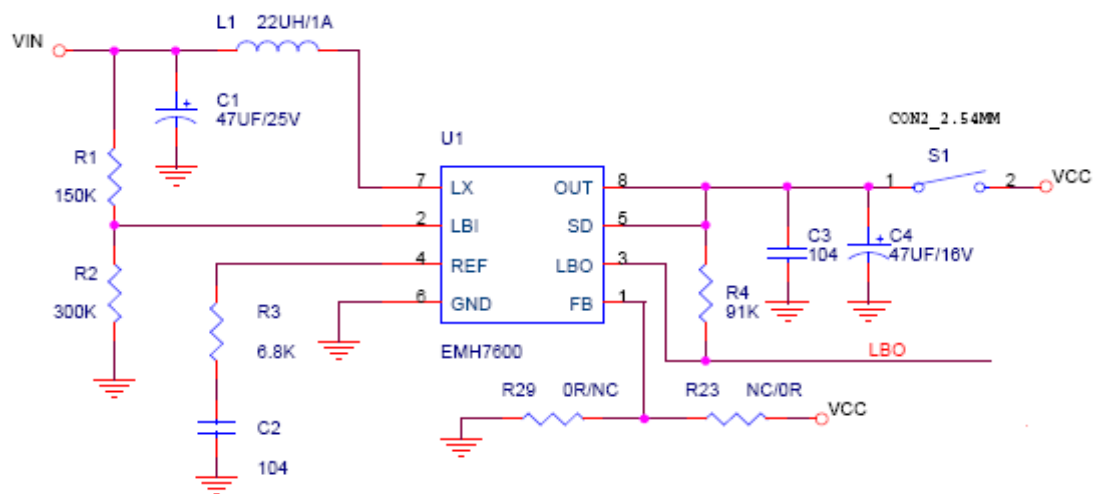 L1 22UH/1A
VIN
C1
47UF/25V
CON2_2.54MM
U1
S1
R1
150K
7 LX OUT 8
1 2 VCC
2 LBI SD 5
C3
104
C4
47UF/16V
R2
300K
4 REF LBO 3
R4
91K
6 GND FB 1
R3
6.8K
EMH7600
LBO
R29 0R/NC R23 NC/0R
VCC
C2
104